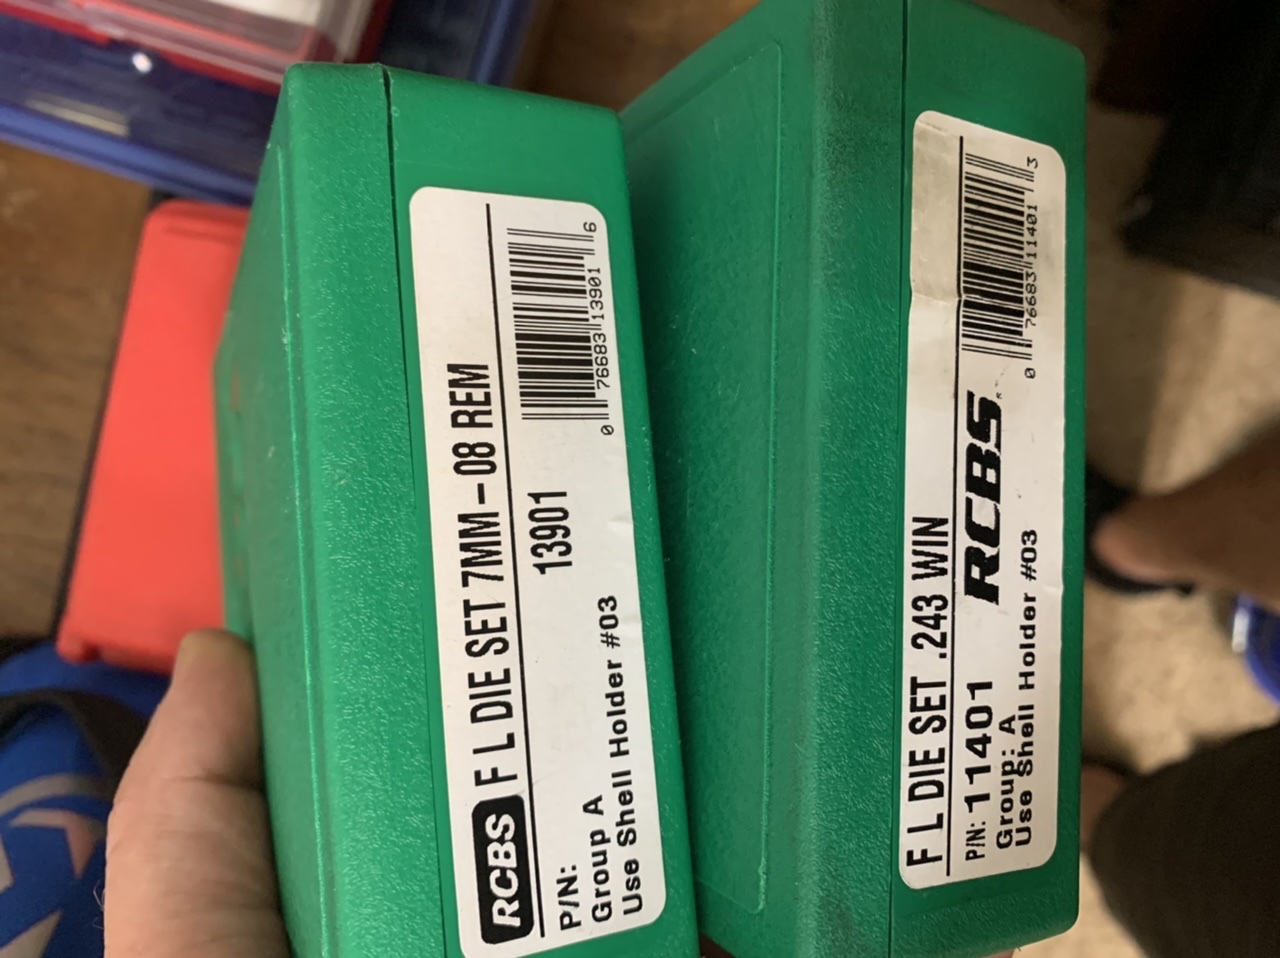 RCBS F L DIE SET 7MM-08 REM
P/N: 13901
Group A
Use Shell Holder #03
0 76683 13901 6
F L DIE SET .243 WIN
P/N: 11401 RCBS
Group: A
Use Shell Holder #03
0 76683 11401 3